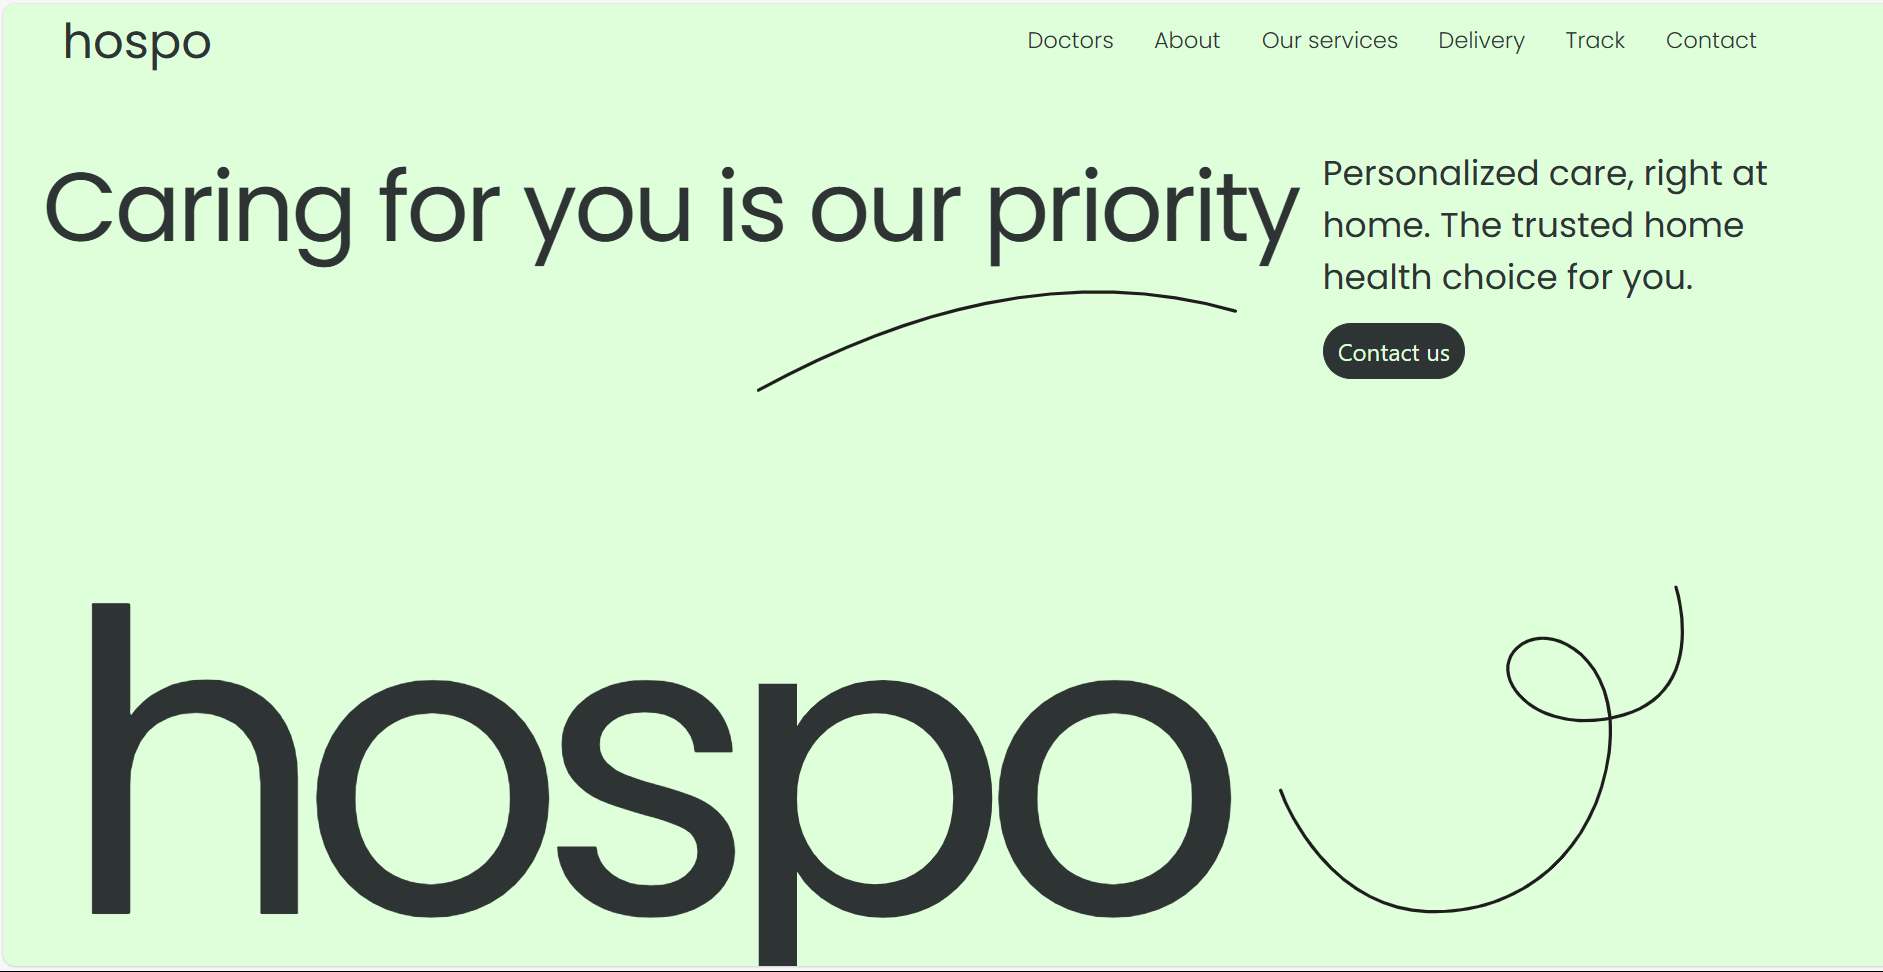 hospo
Doctors About Our services Delivery Track Contact
Caring for you is our priority
Personalized care, right at
home. The trusted home
health choice for you.
Contact us
hospo